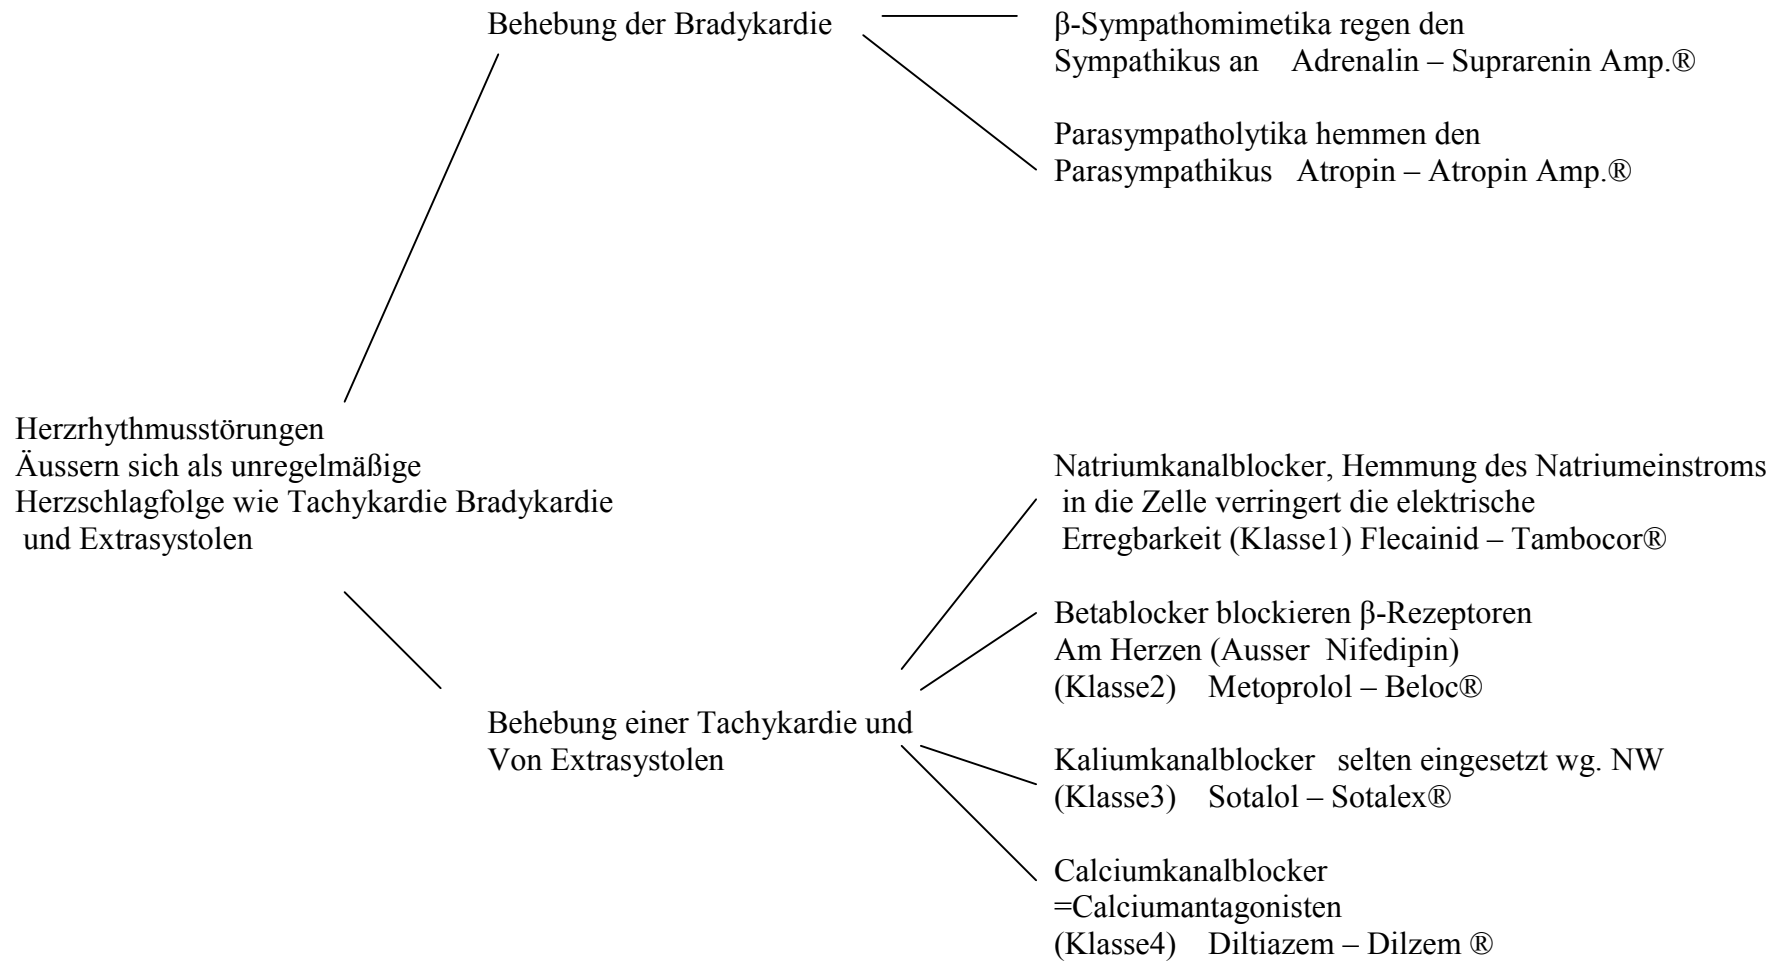 Behebung der Bradykardie
β-Sympathomimetika regen den
Sympathikus an Adrenalin – Suprarenin Amp.®
Parasympatholytika hemmen den
Parasympathikus Atropin – Atropin Amp.®
Herzrhythmusstörungen
Äussern sich als unregelmäßige
Herzschlagfolge wie Tachykardie Bradykardie
und Extrasystolen
Behebung einer Tachykardie und
Von Extrasystolen
Natriumkanalblocker, Hemmung des Natriumeinstroms
in die Zelle verringert die elektrische
Erregbarkeit (Klasse1) Flecainid – Tambocor®
Betablocker blockieren β-Rezeptoren
Am Herzen (Ausser Nifedipin)
(Klasse2) Metoprolol – Beloc®
Kaliumkanalblocker selten eingesetzt wg. NW
(Klasse3) Sotalol – Sotalex®
Calciumkanalblocker
=Calciumantagonisten
(Klasse4) Diltiazem – Dilzem ®